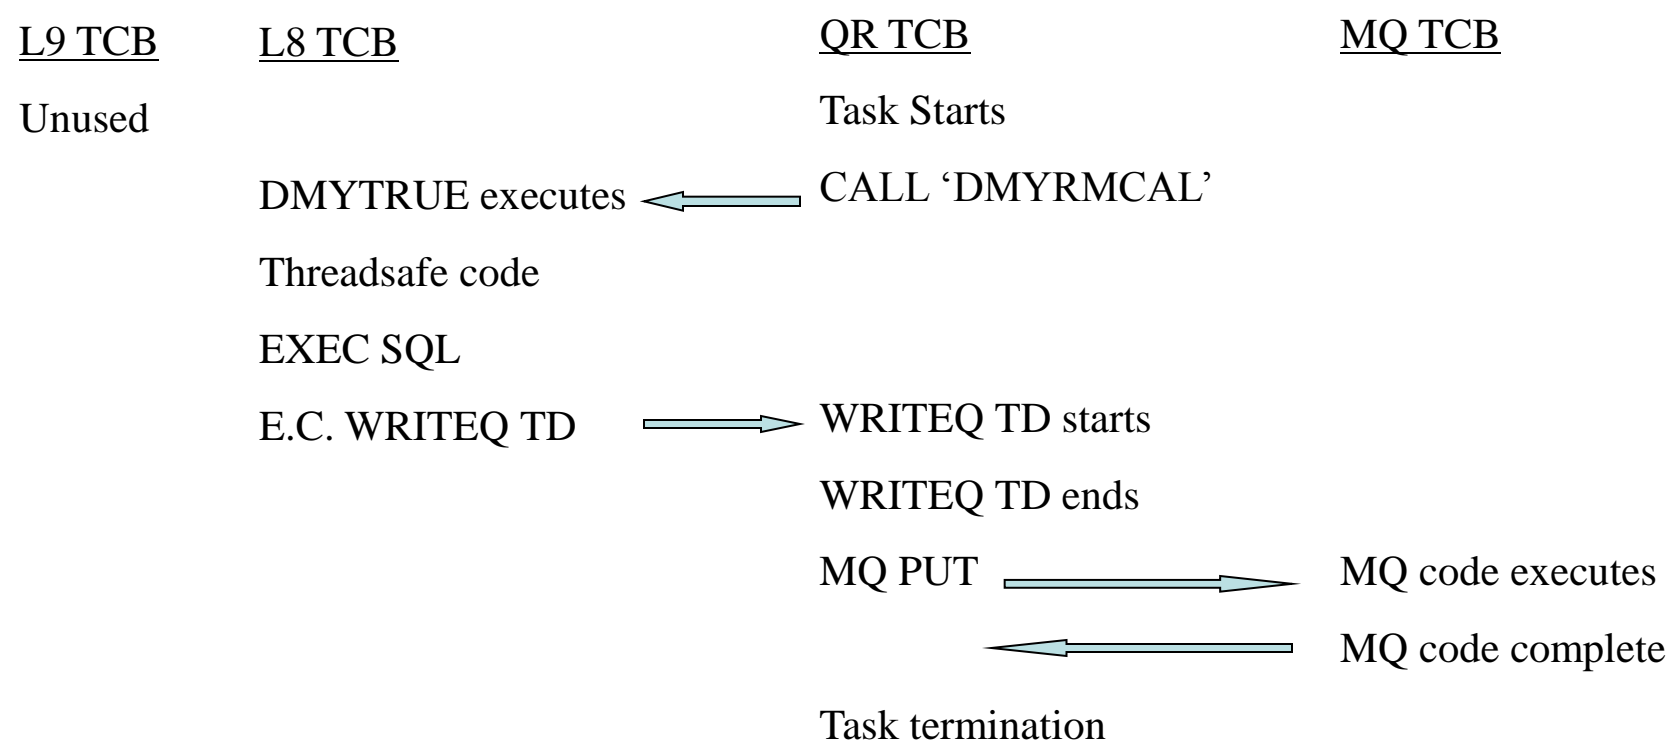 L9 TCB L8 TCB QR TCB MQ TCB
Unused Task Starts
DMYTRUE executes CALL ‘DMYRMCAL’
Threadsafe code
EXEC SQL
E.C. WRITEQ TD WRITEQ TD starts
WRITEQ TD ends
MQ PUT MQ code executes
MQ code complete
Task termination